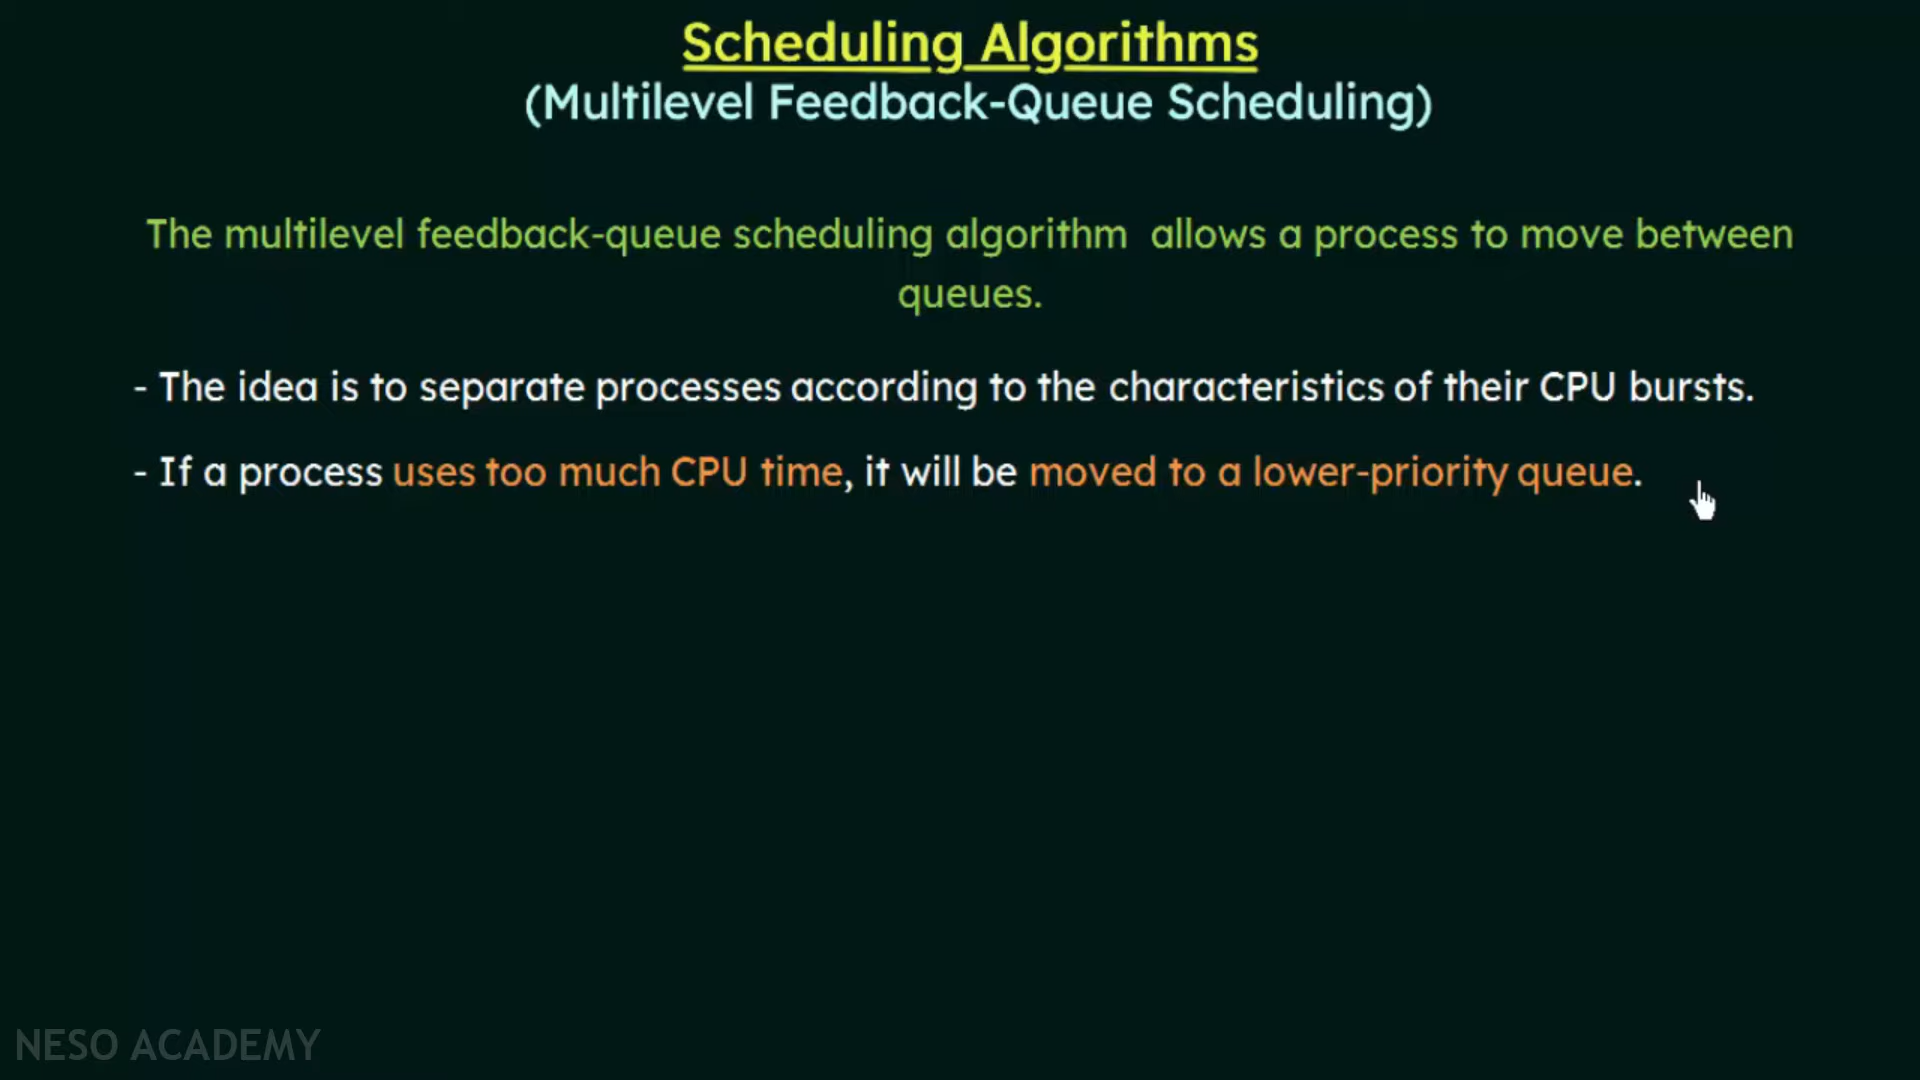 Scheduling Algorithms
(Multilevel Feedback-Queue Scheduling)
The multilevel feedback-queue scheduling algorithm allows a process to move between
queues.
- The idea is to separate processes according to the characteristics of their CPU bursts.
- If a process uses too much CPU time, it will be moved to a lower-priority queue.
NESO ACADEMY